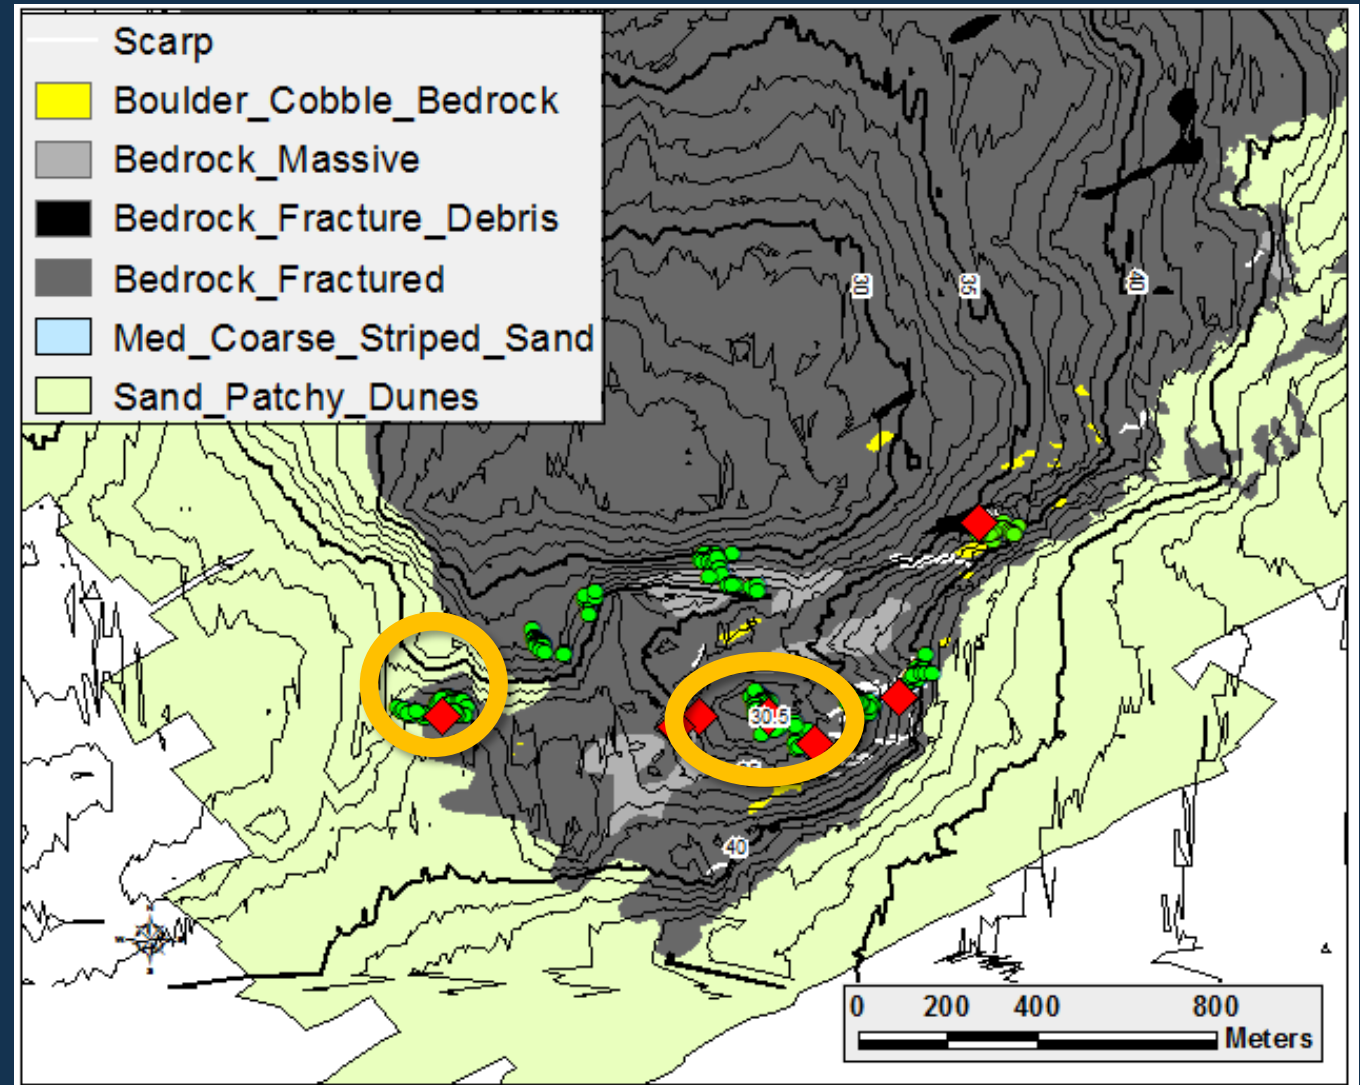 Scarp
Boulder_Cobble_Bedrock
Bedrock_Massive
Bedrock_Fracture_Debris
Bedrock_Fractured
Med_Coarse_Striped_Sand
Sand_Patchy_Dunes
30
35
40
30.5
40
0 200 400 800
Meters